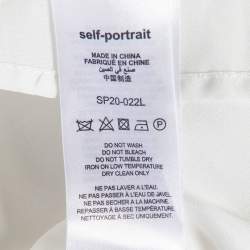 self-portrait
MADE IN CHINA
FABRIQUÉ EN CHINE
صنع في الصين
中国制造
SP20-022L
DO NOT WASH
DO NOT BLEACH
DO NOT TUMBLE DRY
IRON ON LOW TEMPERATURE
DRY CLEAN ONLY
NE PAS LAVER A L'EAU.
NE PAS PASSER A L'EAU DE JAVEL
NE PAS SECHER A LA MACHINE
REPASSER A BASSE TEMPÉRATURE
NETTOYAGE A SEC UNIQUEMENT